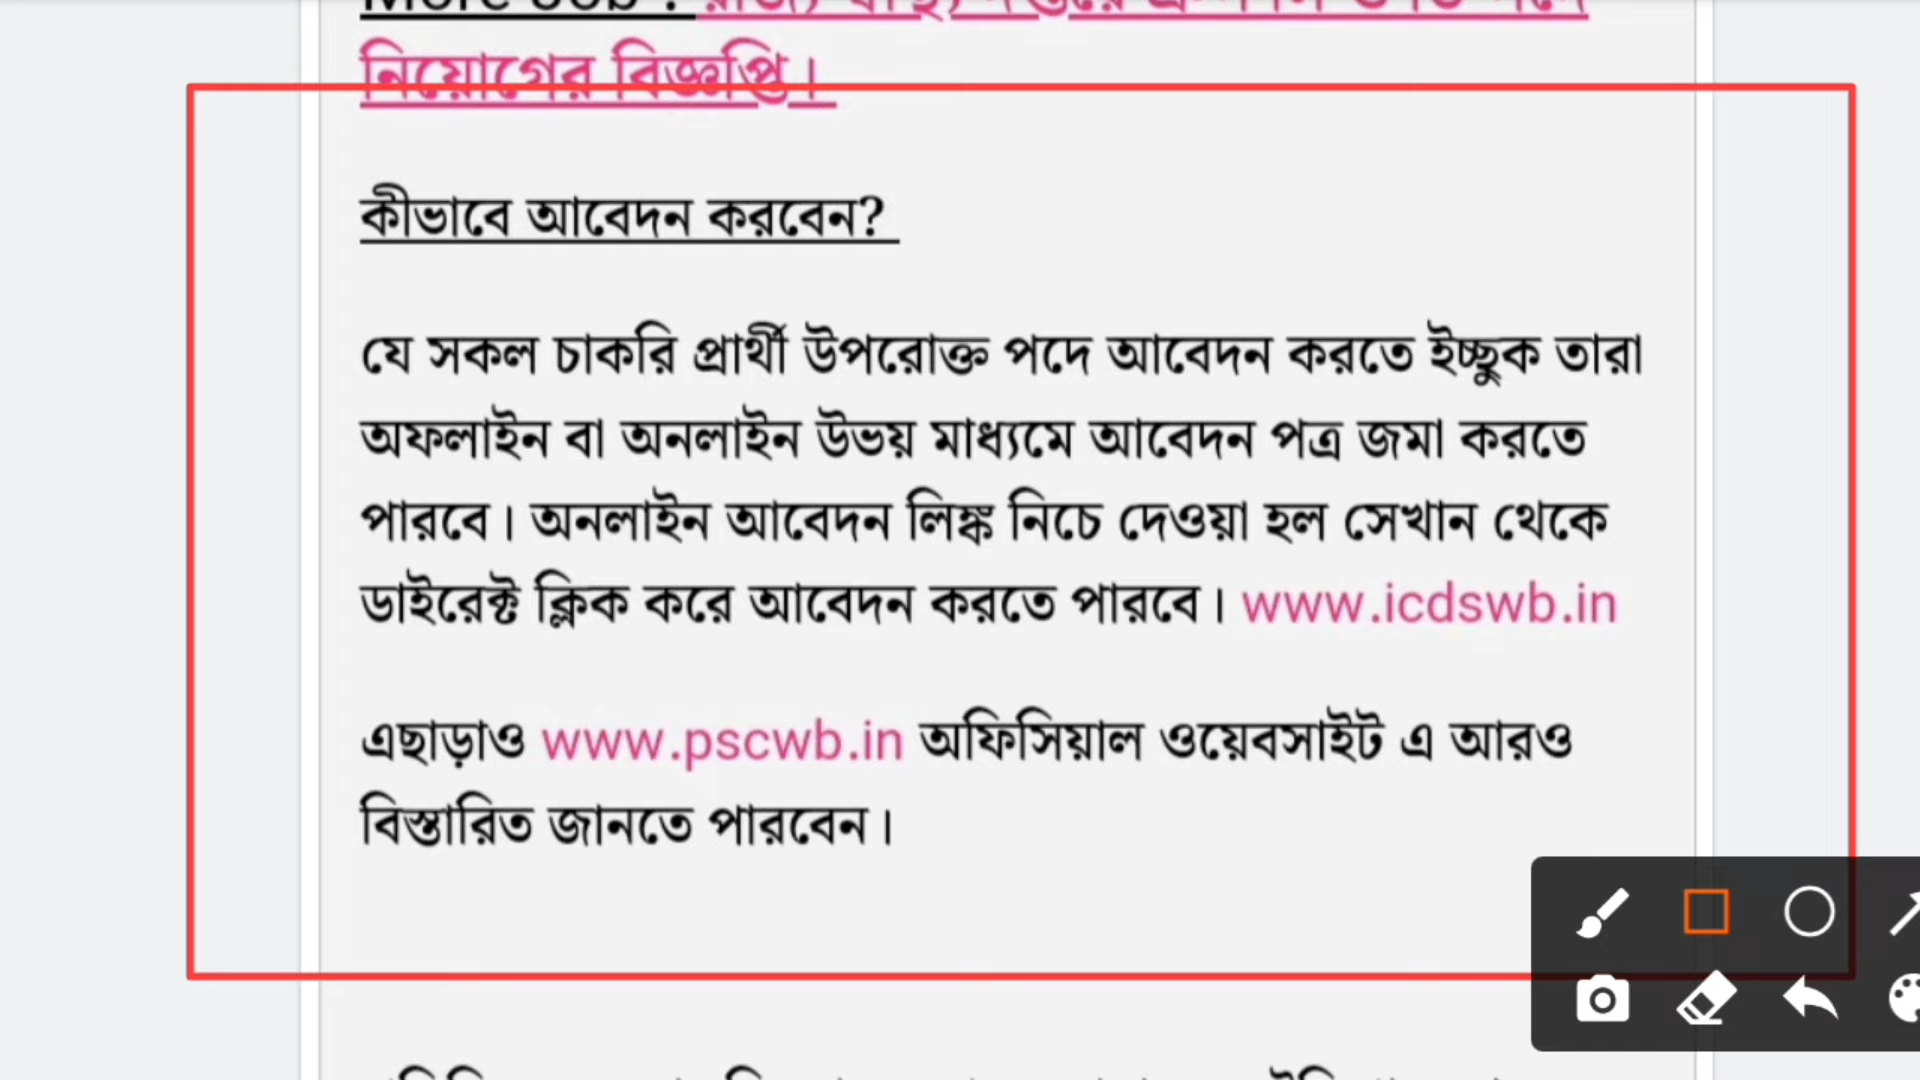 নিয়োগের বিজ্ঞপ্তি।
কীভাবে আবেদন করবেন?
যে সকল চাকরি প্রার্থী উপরোক্ত পদে আবেদন করতে ইচ্ছুক তারা
অফলাইন বা অনলাইন উভয় মাধ্যমে আবেদন পত্র জমা করতে
পারবে। অনলাইন আবেদন লিঙ্ক নিচে দেওয়া হল সেখান থেকে
ডাইরেক্ট ক্লিক করে আবেদন করতে পারবে। www.icdswb.in
এছাড়াও www.pscwb.in অফিসিয়াল ওয়েবসাইট এ আরও
বিস্তারিত জানতে পারবেন।